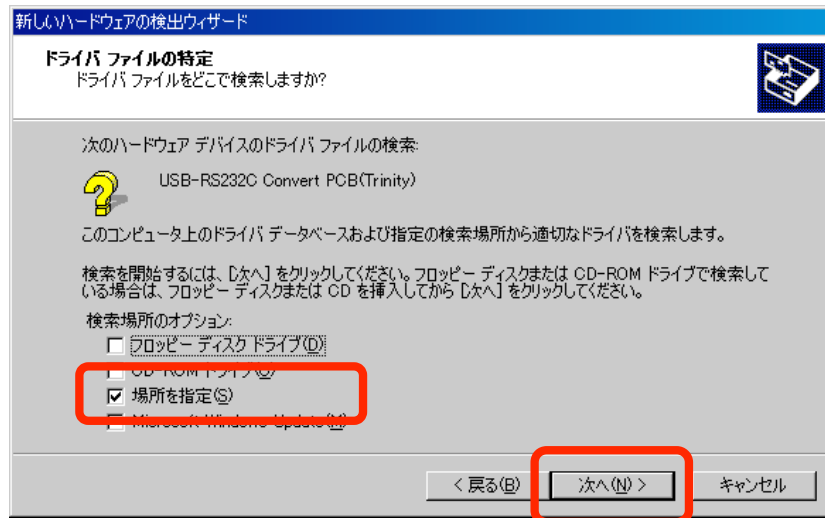 新しいハードウェアの検出ウィザード
ドライバ ファイルの特定
ドライバ ファイルをどこで検索しますか?
次のハードウェア デバイスのドライバ ファイルの検索:
USB-RS232C Convert PCB(Trinity)
このコンピュータ上のドライバ データベースおよび指定の検索場所から適切なドライバを検索します。
検索を開始するには、[次へ] をクリックしてください。フロッピー ディスクまたは CD-ROM ドライブで検索して
いる場合は、フロッピー ディスクまたは CD を挿入してから [次へ] をクリックしてください。
検索場所のオプション:
フロッピー ディスク ドライブ(D)
CD-ROM ドライブ(C)
場所を指定(S)
Microsoft Windows Update(M)
< 戻る(B) 次へ(N) > キャンセル